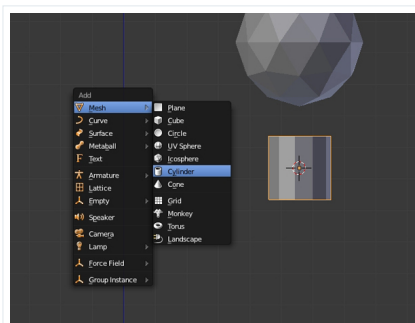 Add
Mesh
Curve
Surface
Metaball
Text
Armature
Lattice
Empty
Speaker
Camera
Lamp
Force Field
Group Instance
Plane
Cube
Circle
UV Sphere
Icosphere
Cylinder
Cone
Grid
Monkey
Torus
Landscape